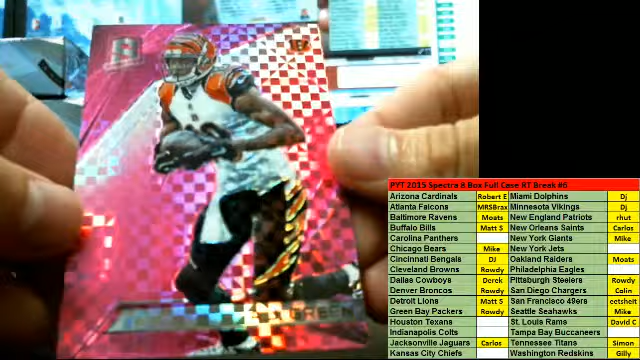 GREEN
PYT 2015 Spectra 8 Box Full Case RT Break #6
Arizona Cardinals Robert E Miami Dolphins Dj
Atlanta Falcons MRSBrax Minnesota Vikings Dj
Baltimore Ravens Moats New England Patriots rhut
Buffalo Bills Matt S New Orleans Saints Carlos
Carolina Panthers New York Giants Mike
Chicago Bears Mike New York Jets
Cincinnati Bengals DJ Oakland Raiders Moats
Cleveland Browns Rowdy Philadelphia Eagles
Dallas Cowboys Derek Pittsburgh Steelers Rowdy
Denver Broncos Rowdy San Diego Chargers Colin
Detroit Lions Matt S San Francisco 49ers eetsheit
Green Bay Packers Rowdy Seattle Seahawks Mike
Houston Texans St. Louis Rams David C
Indianapolis Colts Tampa Bay Buccaneers
Jacksonville Jaguars Carlos Tennessee Titans Simon
Kansas City Chiefs Washington Redskins Gilly